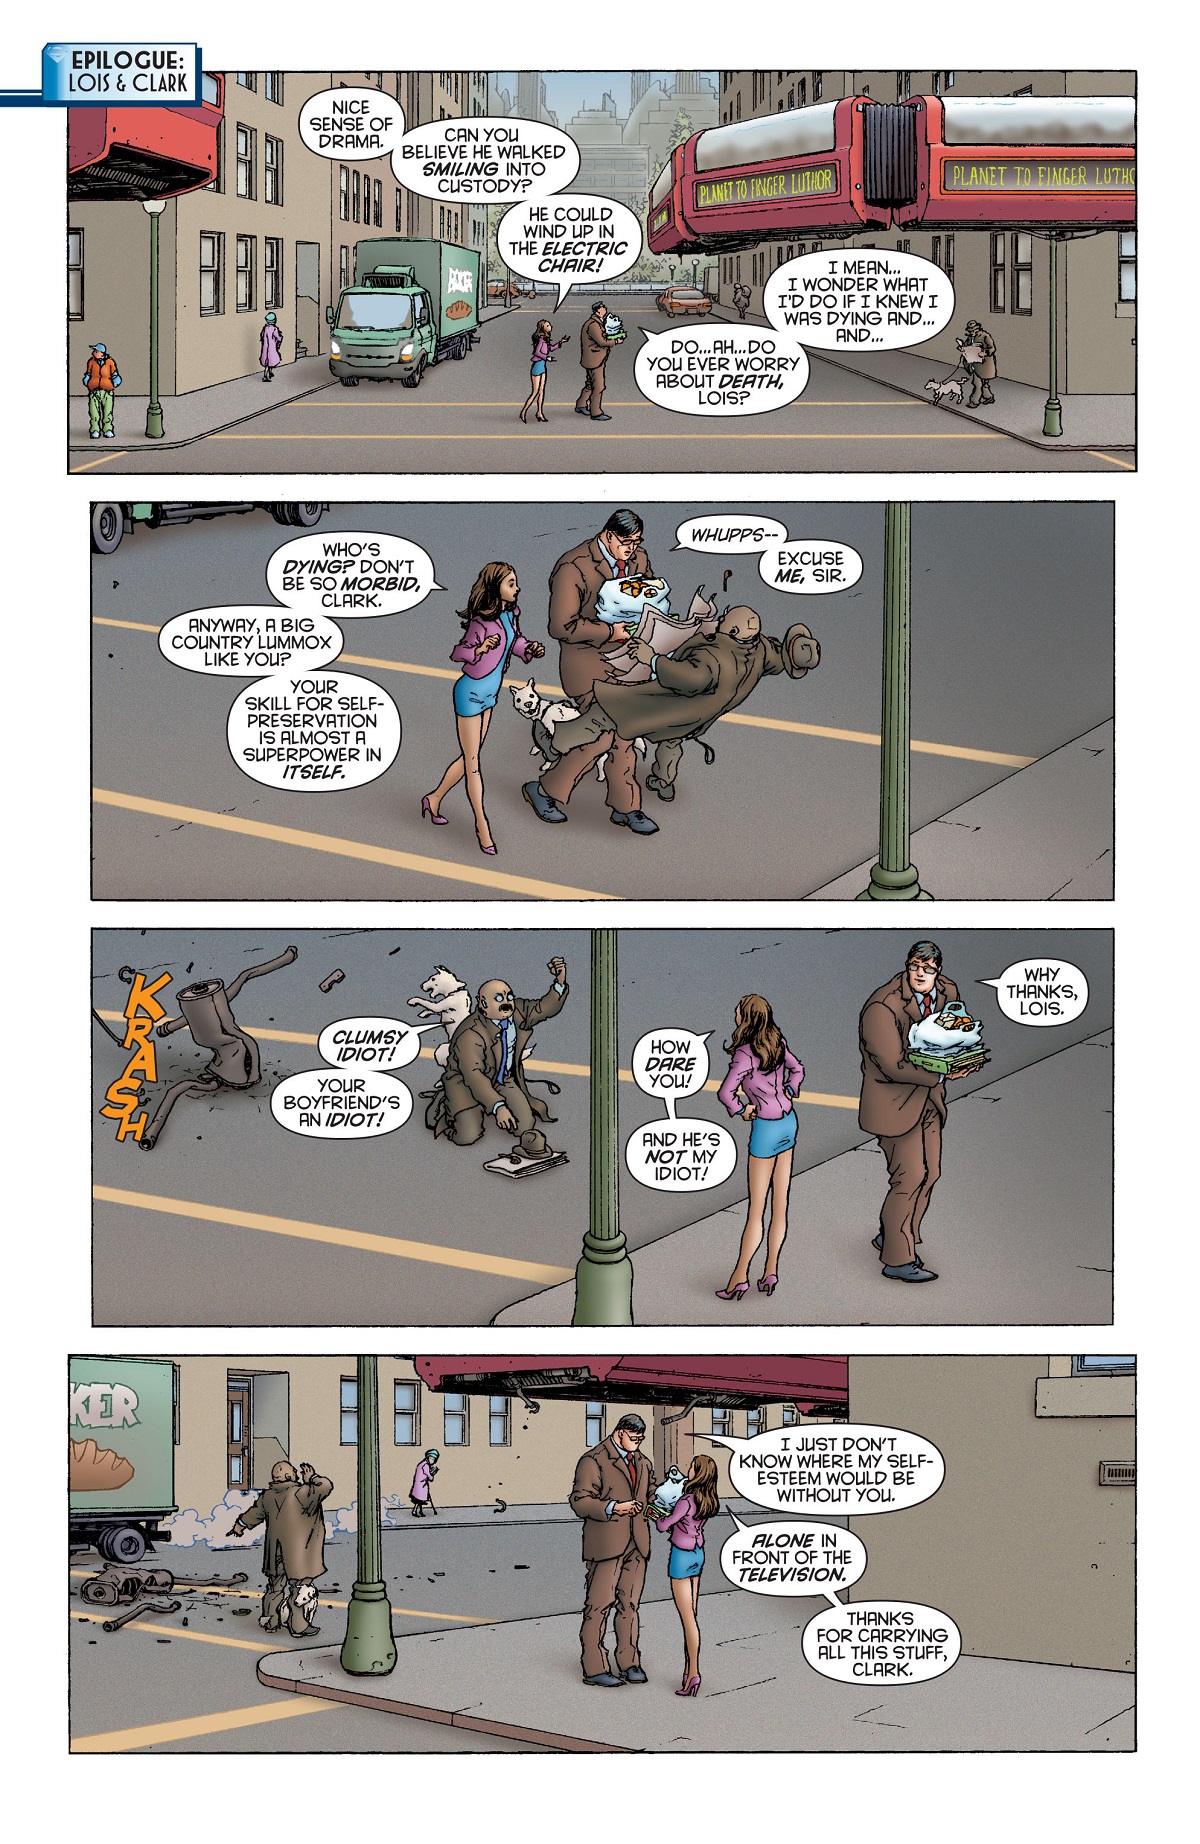 EPILOGUE:
LOIS & CLARK
NICE
SENSE OF
DRAMA.
CAN YOU
BELIEVE HE WALKED
SMILING INTO
CUSTODY?
HE COULD
WIND UP IN
THE ELECTRIC
CHAIR!
PLANET TO FINGER LUTHOR
PLANET TO FINGER LUTHO
I MEAN...
I WONDER WHAT
I'D DO IF I KNEW I
WAS DYING AND...
AND...
DO...AH...DO
YOU EVER WORRY
ABOUT DEATH,
LOIS?
WHO'S
DYING? DON'T
BE SO MORBID,
CLARK.
ANYWAY, A BIG
COUNTRY LUMMOX
LIKE YOU?
YOUR
SKILL FOR SELF-
PRESERVATION
IS ALMOST A
SUPERPOWER IN
ITSELF.
WHUPPS--
EXCUSE
ME, SIR.
KRASH
CLUMSY
IDIOT!
YOUR
BOYFRIEND'S
AN IDIOT!
HOW
DARE
YOU!
AND HE'S
NOT MY
IDIOT!
WHY
THANKS,
LOIS.
KER
I JUST DON'T
KNOW WHERE MY SELF-
ESTEEM WOULD BE
WITHOUT YOU.
ALONE IN
FRONT OF THE
TELEVISION.
THANKS
FOR CARRYING
ALL THIS STUFF,
CLARK.